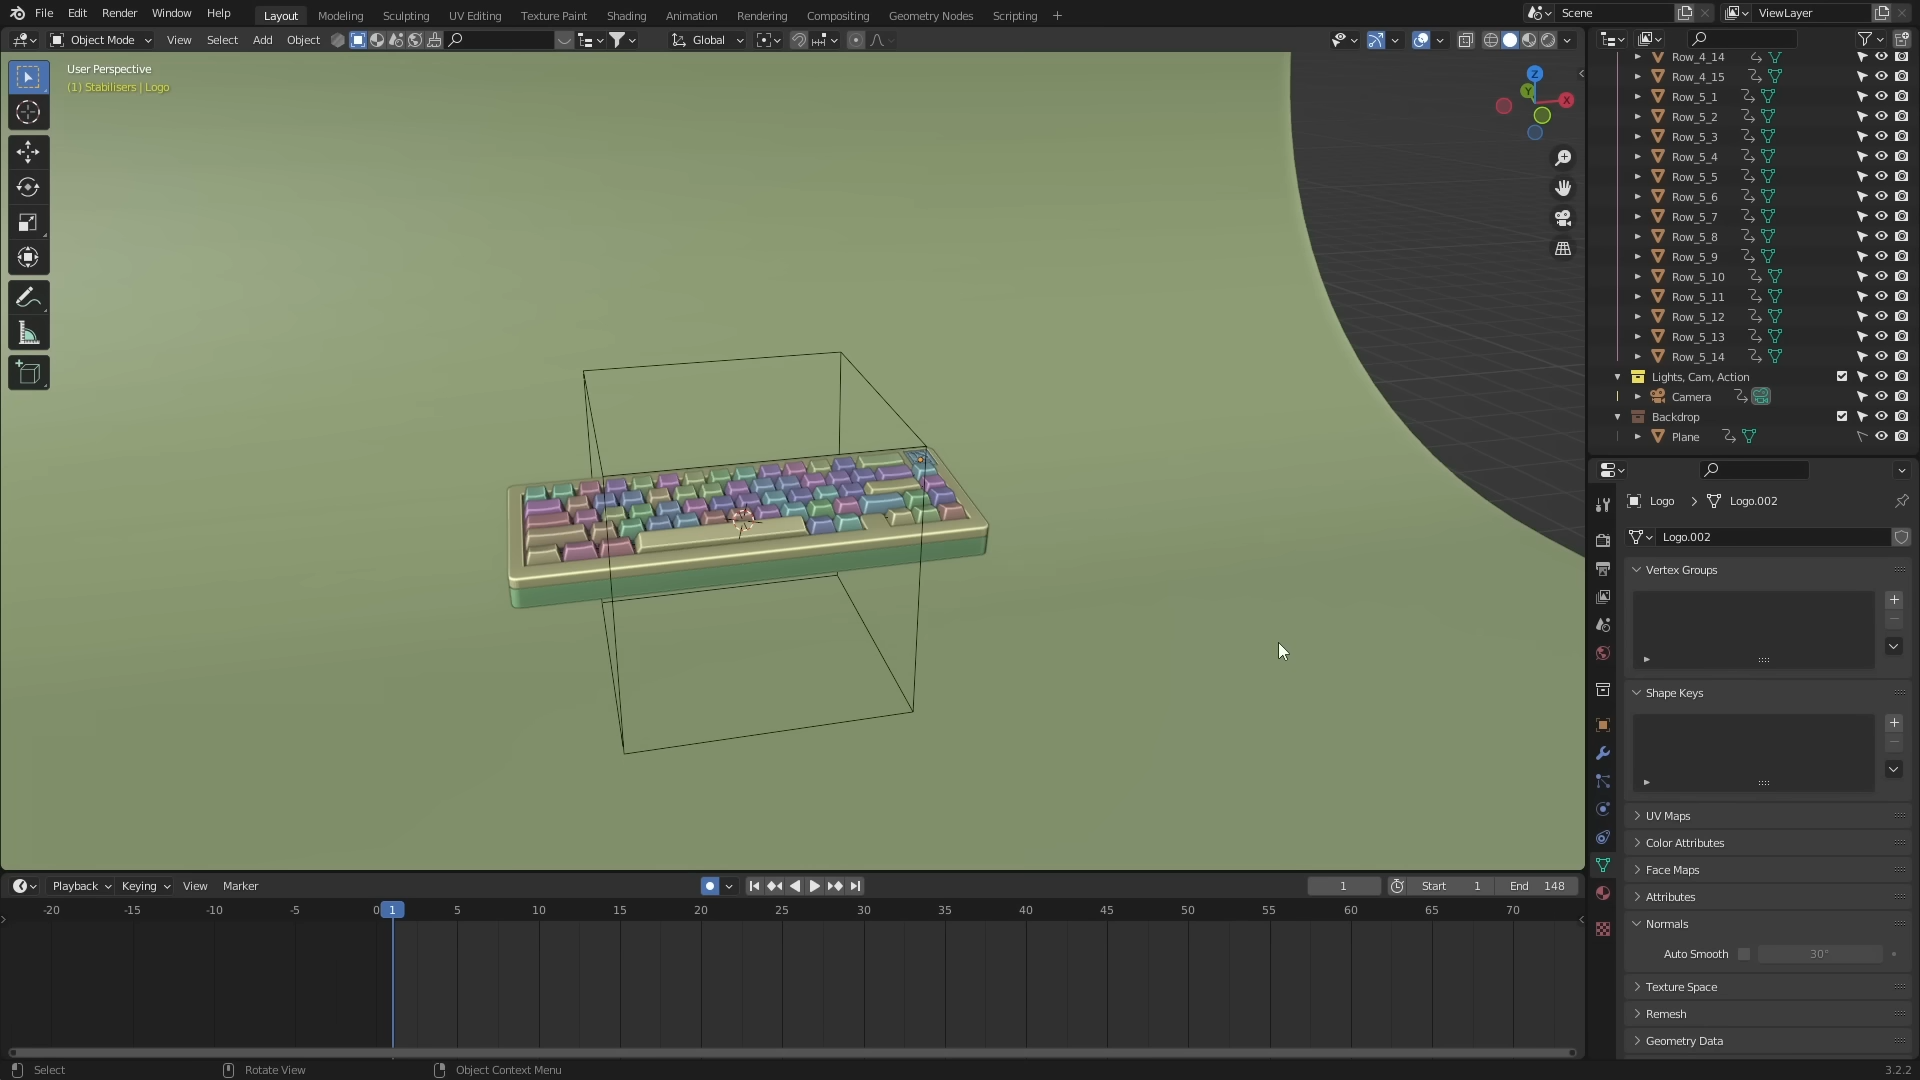 File Edit Render Window Help
Layout Modeling Sculpting UV Editing Texture Paint Shading Animation Rendering Compositing Geometry Nodes Scripting +
Scene
ViewLayer
Object Mode View Select Add Object
Global
User Perspective
(1) Stabilisers | Logo
Z
Y
X
Row_4_14
Row_4_15
Row_5_1
Row_5_2
Row_5_3
Row_5_4
Row_5_5
Row_5_6
Row_5_7
Row_5_8
Row_5_9
Row_5_10
Row_5_11
Row_5_12
Row_5_13
Row_5_14
Lights, Cam, Action
Camera
Backdrop
Plane
Logo > Logo.002
Logo.002
Vertex Groups
Shape Keys
UV Maps
Color Attributes
Face Maps
Attributes
Normals
Auto Smooth 30°
Texture Space
Remesh
Geometry Data
Playback Keying View Marker
1 Start 1 End 148
-20 -15 -10 -5 0 1 5 10 15 20 25 30 35 40 45 50 55 60 65 70
Select Rotate View Object Context Menu 3.2.2